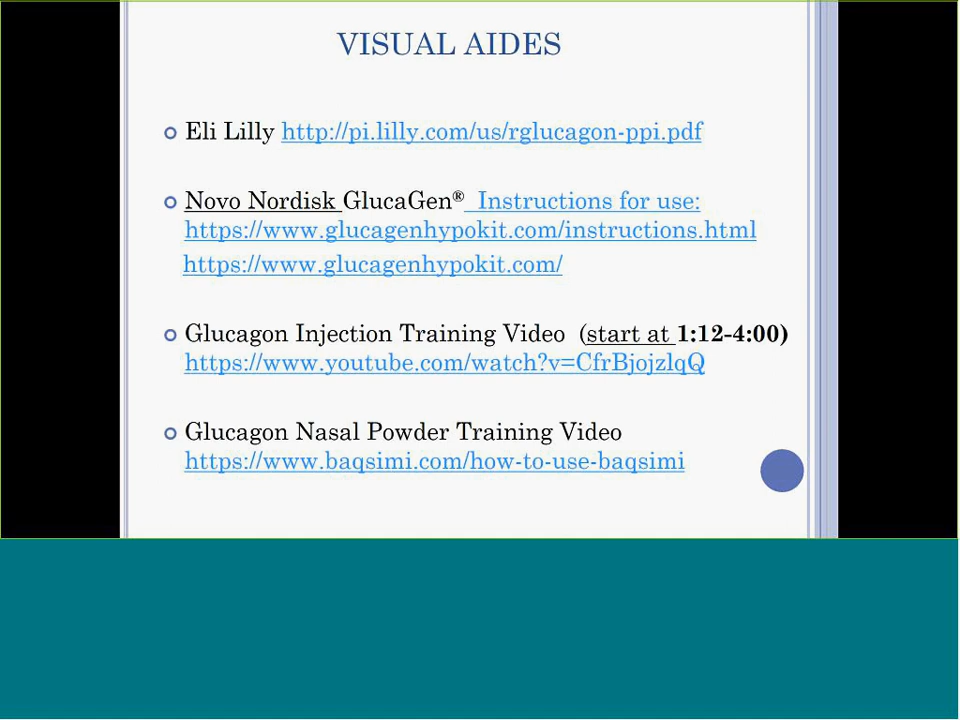 VISUAL AIDES
Eli Lilly http://pi.lilly.com/us/rglucagon-ppi.pdf
Novo Nordisk GlucaGen® Instructions for use:
https://www.glucagenhypokit.com/instructions.html
https://www.glucagenhypokit.com/
Glucagon Injection Training Video (start at 1:12-4:00)
https://www.youtube.com/watch?v=CfrBjojzlqQ
Glucagon Nasal Powder Training Video
https://www.baqsimi.com/how-to-use-baqsimi